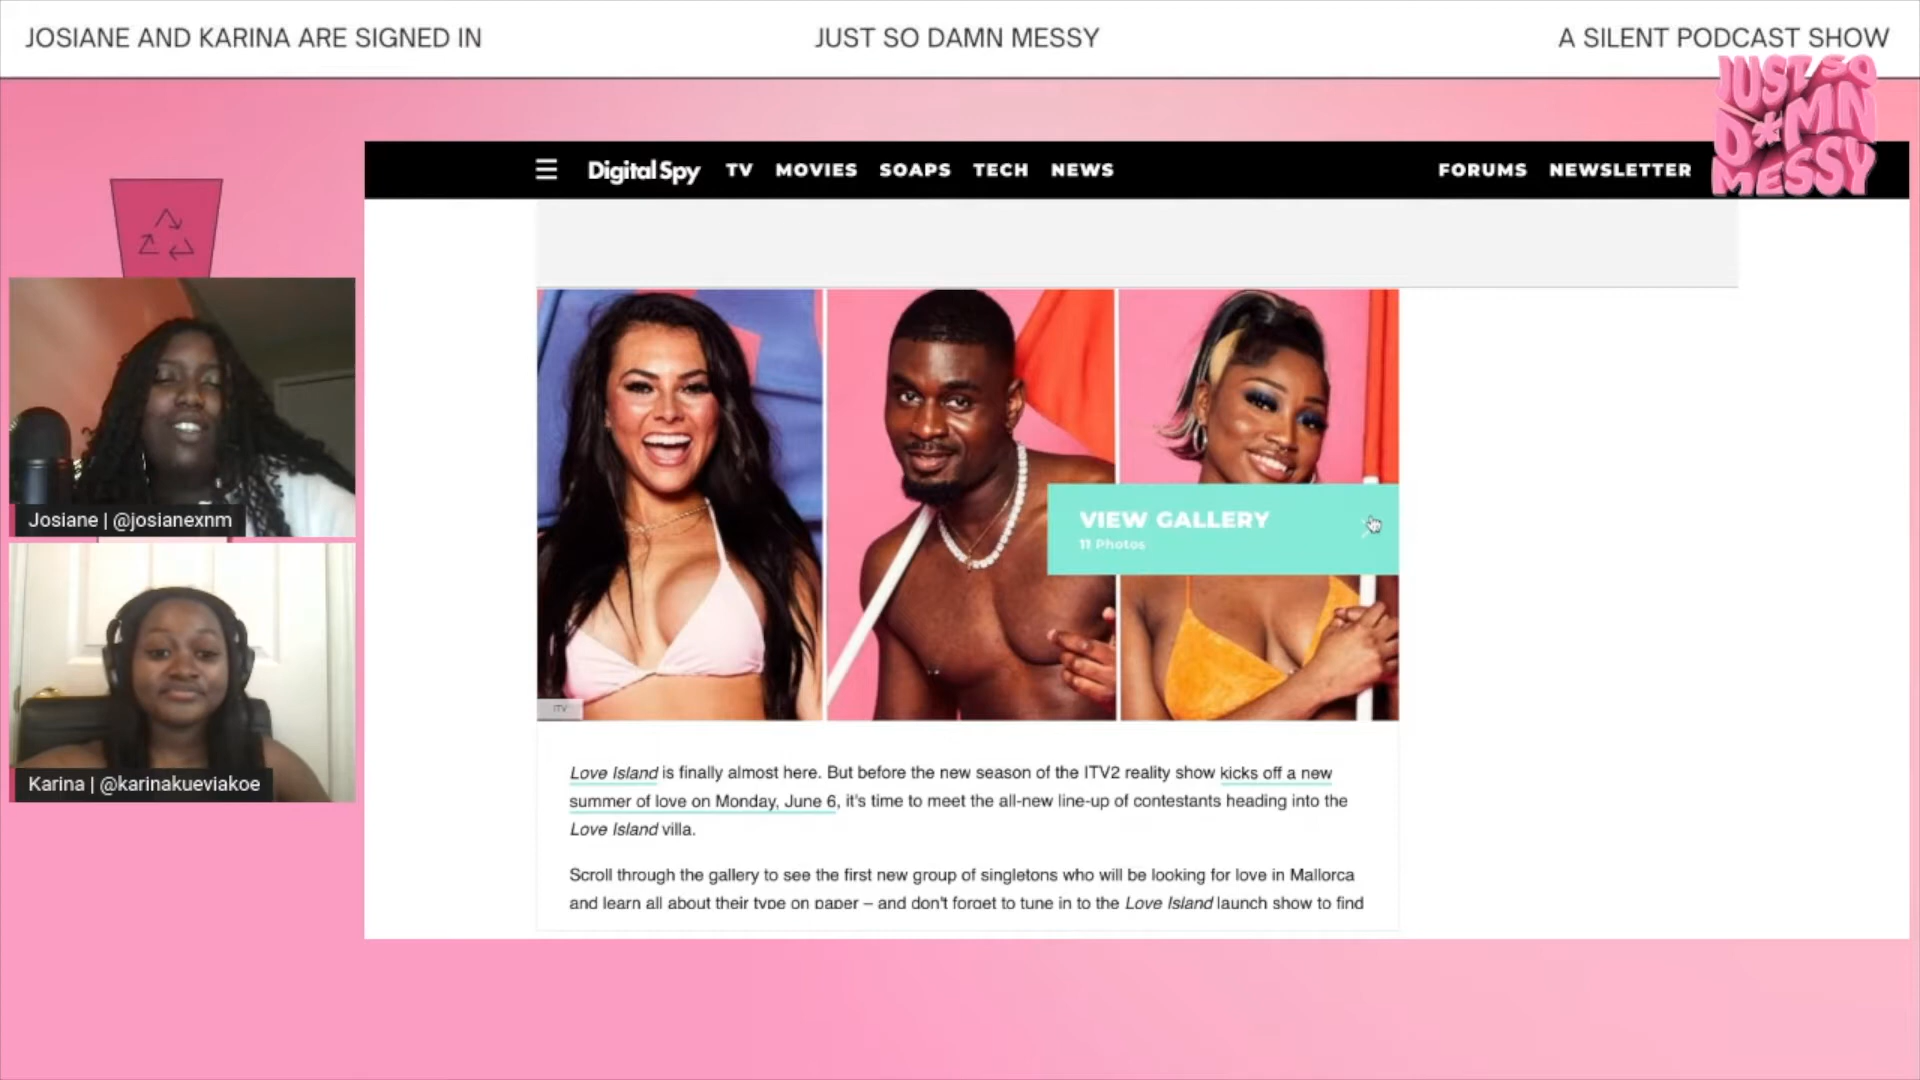 JOSIANE AND KARINA ARE SIGNED IN
JUST SO DAMN MESSY
A SILENT PODCAST SHOW
JUST SO
D*MN
MESSY
Digital Spy TV MOVIES SOAPS TECH NEWS FORUMS NEWSLETTER
VIEW GALLERY
11 Photos
ITV
Josiane | @josianexnm
Karina | @karinakueviakoe
Love Island is finally almost here. But before the new season of the ITV2 reality show kicks off a new
summer of love on Monday, June 6, it's time to meet the all-new line-up of contestants heading into the
Love Island villa.
Scroll through the gallery to see the first new group of singletons who will be looking for love in Mallorca
and learn all about their type on paper – and don't forget to tune in to the Love Island launch show to find